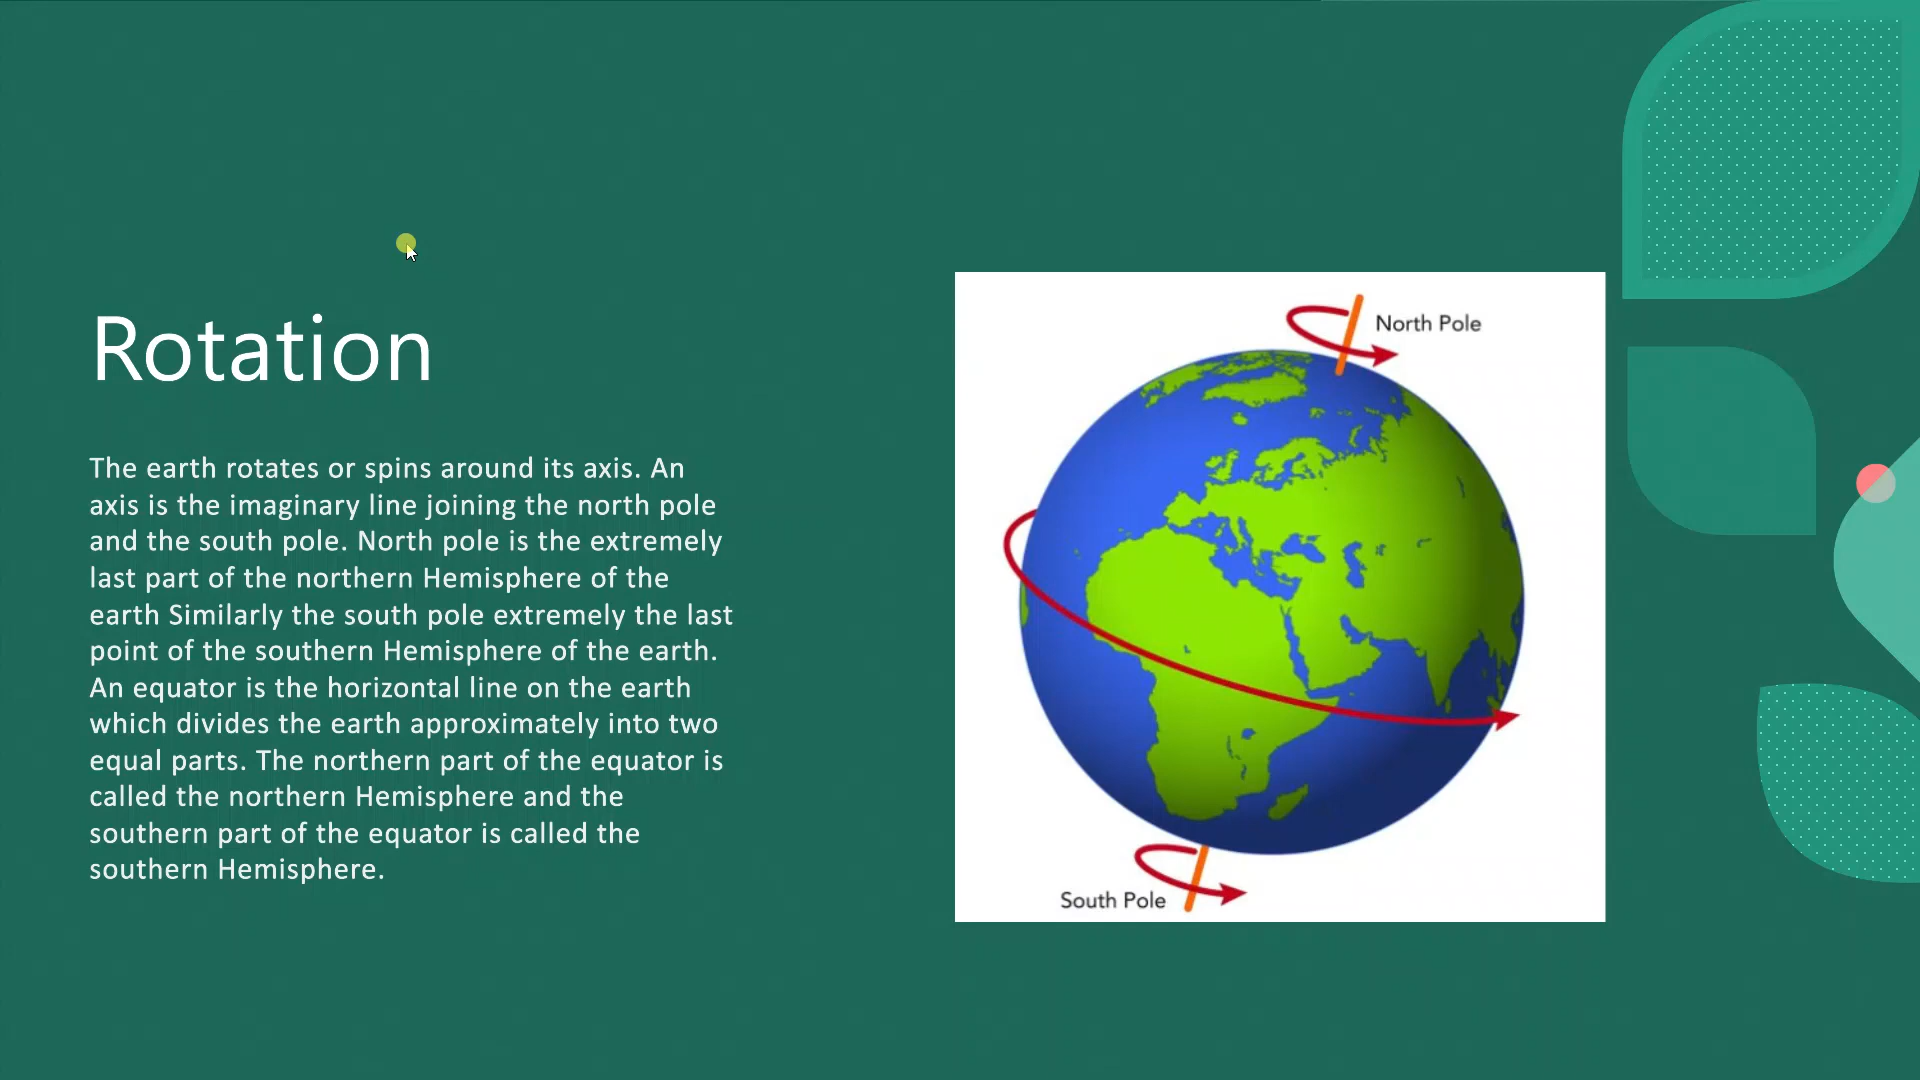 Rotation
The earth rotates or spins around its axis. An
axis is the imaginary line joining the north pole
and the south pole. North pole is the extremely
last part of the northern Hemisphere of the
earth Similarly the south pole extremely the last
point of the southern Hemisphere of the earth.
An equator is the horizontal line on the earth
which divides the earth approximately into two
equal parts. The northern part of the equator is
called the northern Hemisphere and the
southern part of the equator is called the
southern Hemisphere.
North Pole
South Pole